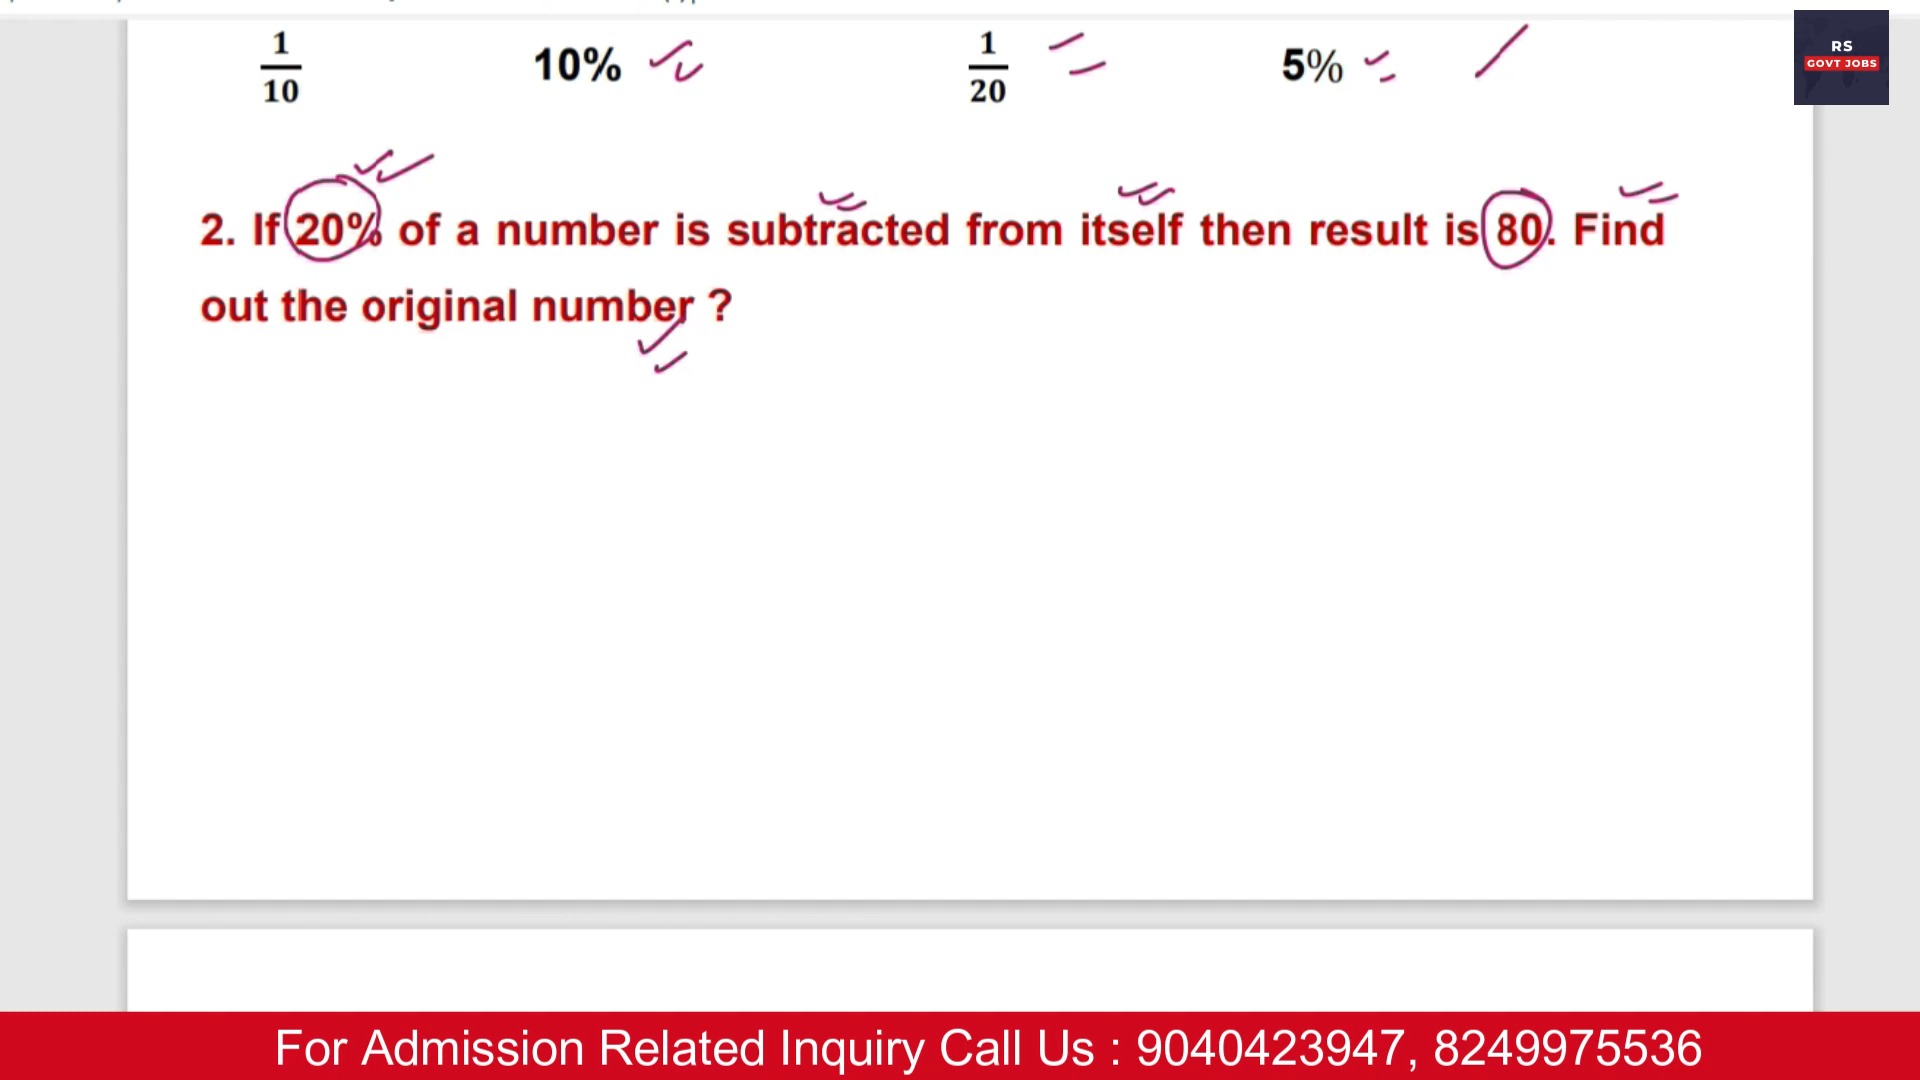 1/10 10% 1/20 5%
RS
GOVT JOBS
2. If 20% of a number is subtracted from itself then result is 80. Find
out the original number ?
For Admission Related Inquiry Call Us : 9040423947, 8249975536